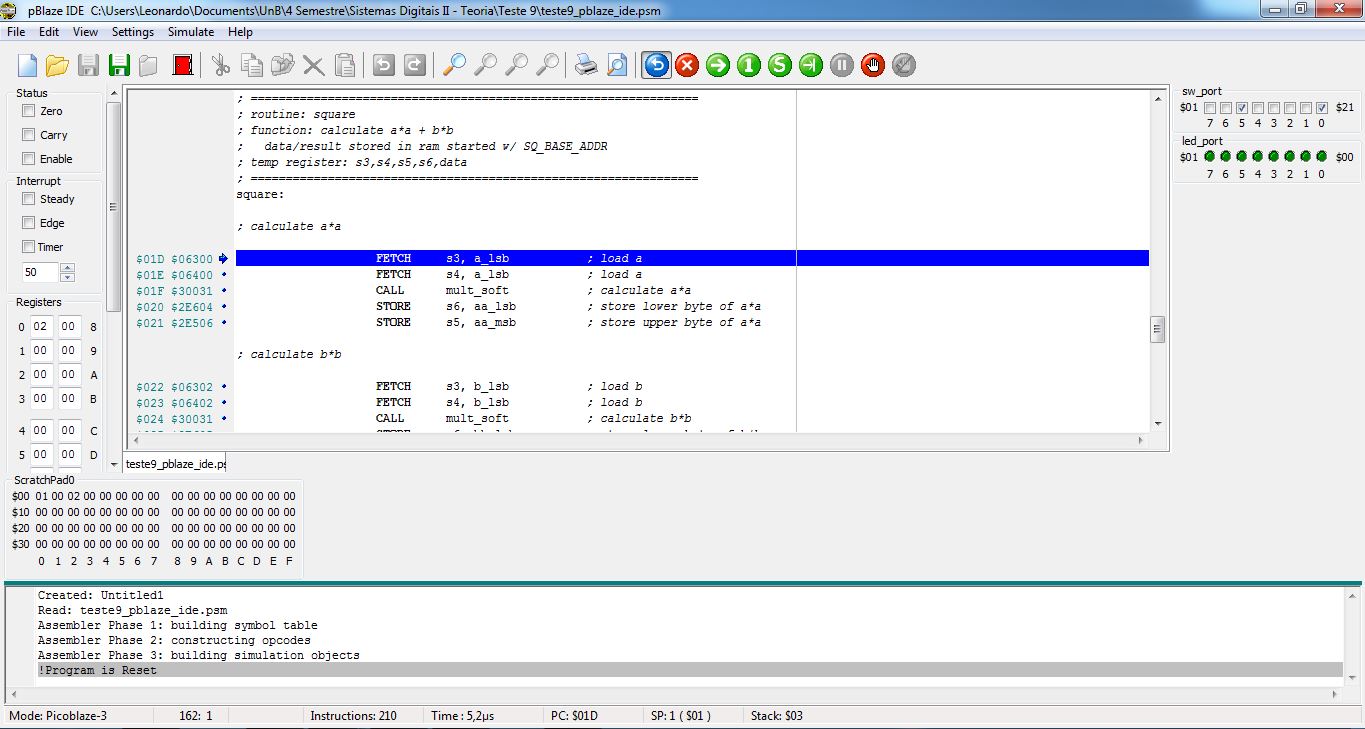 pBlaze IDE  C:\Users\Leonardo\Documents\UnB\4 Semestre\Sistemas Digitais II - Teoria\Teste 9\teste9_pblaze_ide.psm
File Edit View Settings Simulate Help
Status
Zero
Carry
Enable
Interrupt
Steady
Edge
Timer
50
Registers
0 02 00 8
1 00 00 9
2 00 00 A
3 00 00 B
4 00 00 C
5 00 00 D
; ================================================================
; routine: square
; function: calculate a*a + b*b
;   data/result stored in ram started w/ SQ_BASE_ADDR
; temp register: s3,s4,s5,s6,data
; ================================================================
square:
; calculate a*a
$01D $06300 FETCH s3, a_lsb ; load a
$01E $06400 FETCH s4, a_lsb ; load a
$01F $30031 CALL mult_soft ; calculate a*a
$020 $2E604 STORE s6, aa_lsb ; store lower byte of a*a
$021 $2E506 STORE s5, aa_msb ; store upper byte of a*a
; calculate b*b
$022 $06302 FETCH s3, b_lsb ; load b
$023 $06402 FETCH s4, b_lsb ; load b
$024 $30031 CALL mult_soft ; calculate b*b
teste9_pblaze_ide.ps
sw_port
$01 $21
7 6 5 4 3 2 1 0
led_port
$01 $00
7 6 5 4 3 2 1 0
ScratchPad0
$00 01 00 02 00 00 00 00 00 00 00 00 00 00 00 00 00
$10 00 00 00 00 00 00 00 00 00 00 00 00 00 00 00 00
$20 00 00 00 00 00 00 00 00 00 00 00 00 00 00 00 00
$30 00 00 00 00 00 00 00 00 00 00 00 00 00 00 00 00
0 1 2 3 4 5 6 7 8 9 A B C D E F
Created: Untitled1
Read: teste9_pblaze_ide.psm
Assembler Phase 1: building symbol table
Assembler Phase 2: constructing opcodes
Assembler Phase 3: building simulation objects
!Program is Reset
Mode: Picoblaze-3 162: 1 Instructions: 210 Time : 5,2µs PC: $01D SP: 1 ( $01 ) Stack: $03